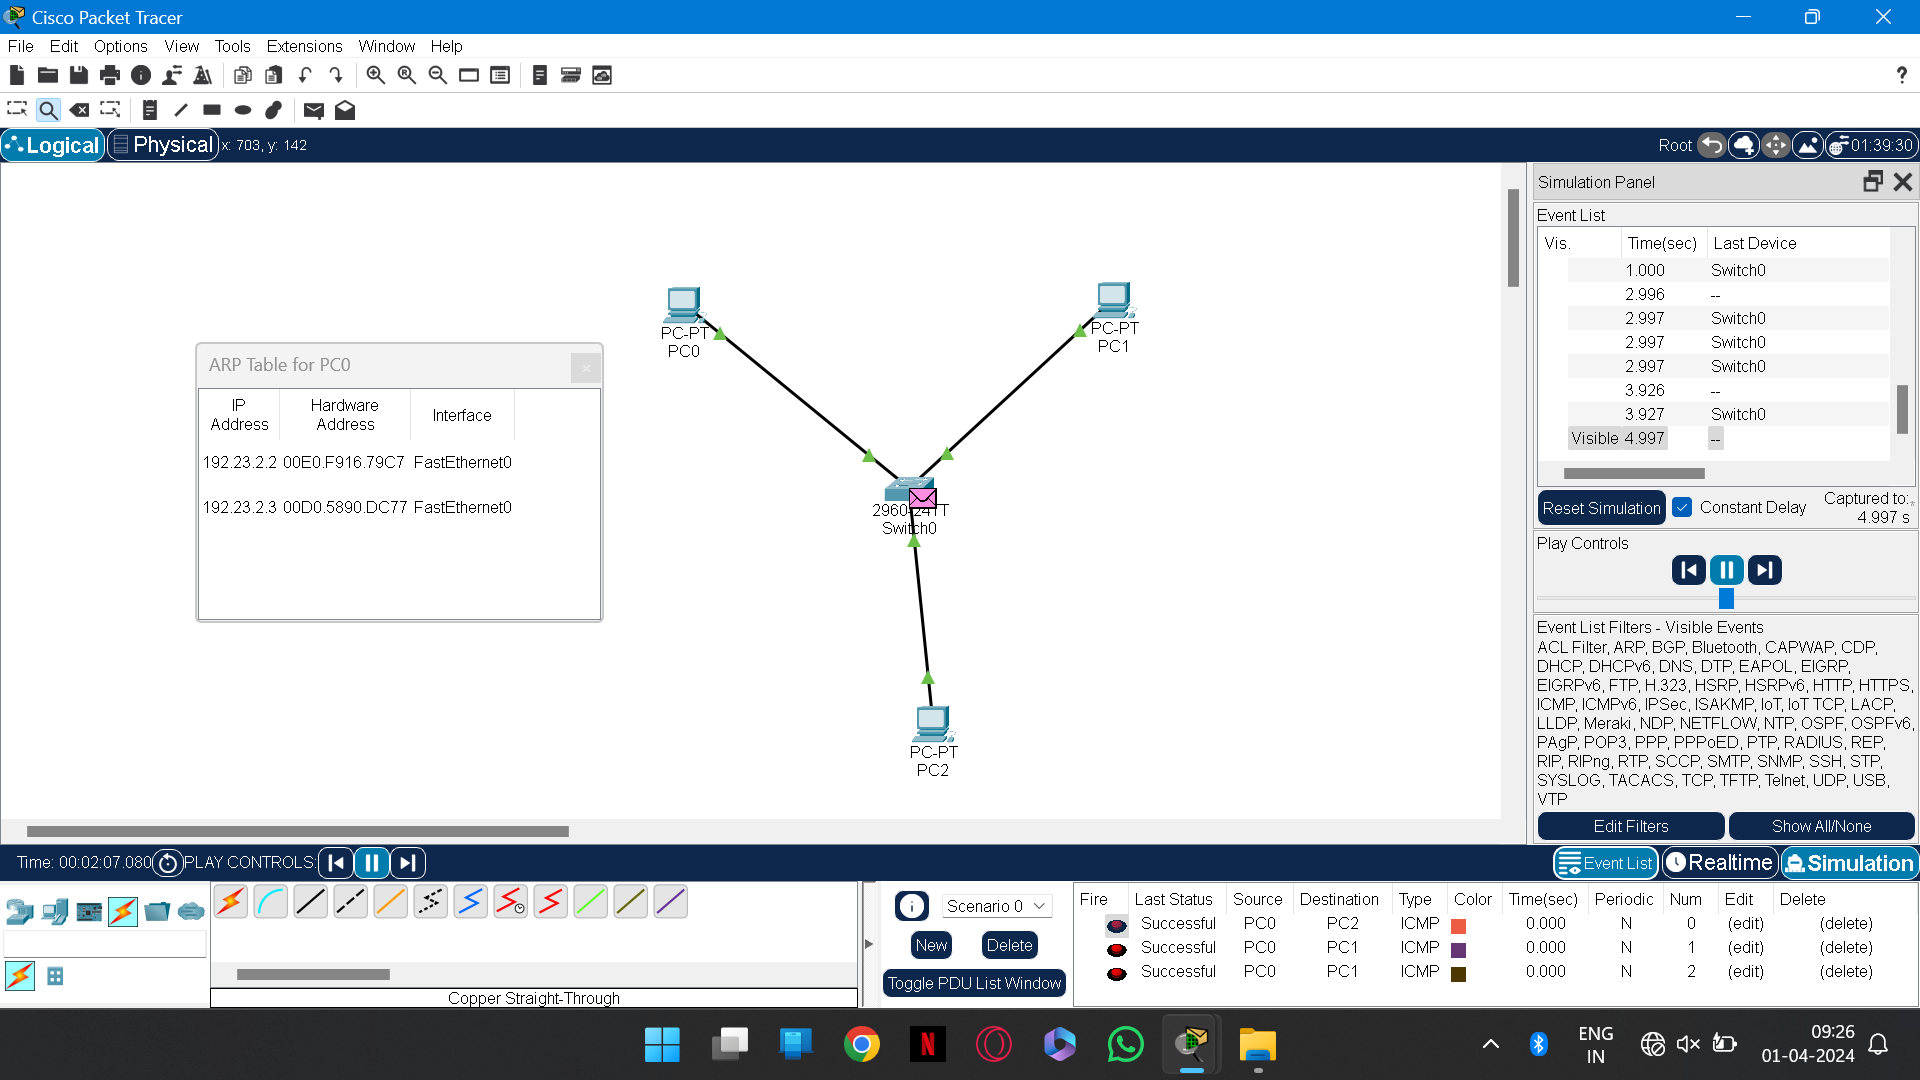 Cisco Packet Tracer
File Edit Options View Tools Extensions Window Help
Logical Physical x: 703, y: 142
Root 01:39:30
ARP Table for PC0
IP Address Hardware Address Interface
192.23.2.2 00E0.F916.79C7 FastEthernet0
192.23.2.3 00D0.5890.DC77 FastEthernet0
PC-PT
PC0
PC-PT
PC1
2960-24TT
Switch0
PC-PT
PC2
Simulation Panel
Event List
Vis. Time(sec) Last Device
1.000 Switch0
2.996 --
2.997 Switch0
2.997 Switch0
2.997 Switch0
3.926 --
3.927 Switch0
Visible 4.997 --
Reset Simulation Constant Delay Captured to:
4.997 s
Play Controls
Event List Filters - Visible Events
ACL Filter, ARP, BGP, Bluetooth, CAPWAP, CDP,
DHCP, DHCPv6, DNS, DTP, EAPOL, EIGRP,
EIGRPv6, FTP, H.323, HSRP, HSRPv6, HTTP, HTTPS,
ICMP, ICMPv6, IPSec, ISAKMP, IoT, IoT TCP, LACP,
LLDP, Meraki, NDP, NETFLOW, NTP, OSPF, OSPFv6,
PAgP, POP3, PPP, PPPoED, PTP, RADIUS, REP,
RIP, RIPng, RTP, SCCP, SMTP, SNMP, SSH, STP,
SYSLOG, TACACS, TCP, TFTP, Telnet, UDP, USB,
VTP
Edit Filters Show All/None
Time: 00:02:07.080 PLAY CONTROLS:
Event List Realtime Simulation
Copper Straight-Through
Scenario 0
New Delete
Toggle PDU List Window
Fire Last Status Source Destination Type Color Time(sec) Periodic Num Edit Delete
Successful PC0 PC2 ICMP 0.000 N 0 (edit) (delete)
Successful PC0 PC1 ICMP 0.000 N 1 (edit) (delete)
Successful PC0 PC1 ICMP 0.000 N 2 (edit) (delete)
ENG
IN
09:26
01-04-2024